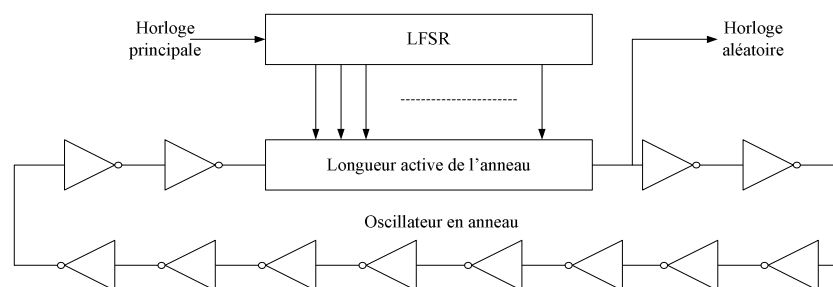 Horloge
principale
LFSR
Horloge
aléatoire
Longueur active de l'anneau
Oscillateur en anneau